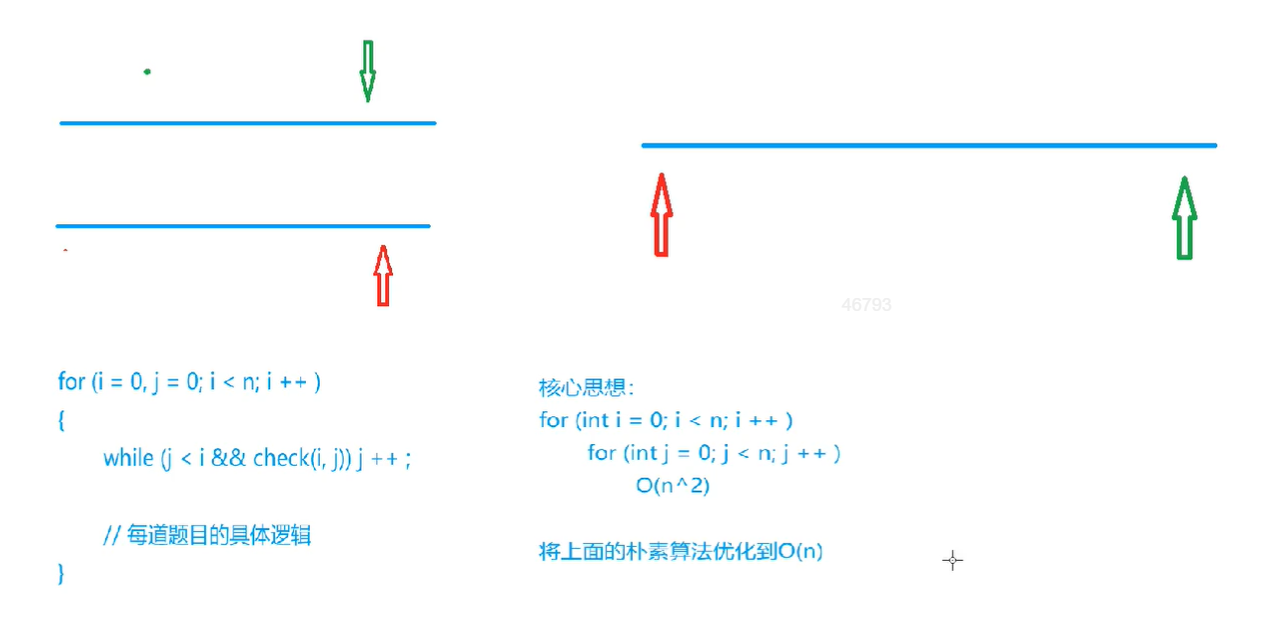 46793
for (i = 0, j = 0; i < n; i ++ )
{
while (j < i && check(i, j)) j ++ ;
// 每道题目的具体逻辑
}
核心思想：
for (int i = 0; i < n; i ++ )
for (int j = 0; j < n; j ++ )
O(n^2)
将上面的朴素算法优化到O(n)